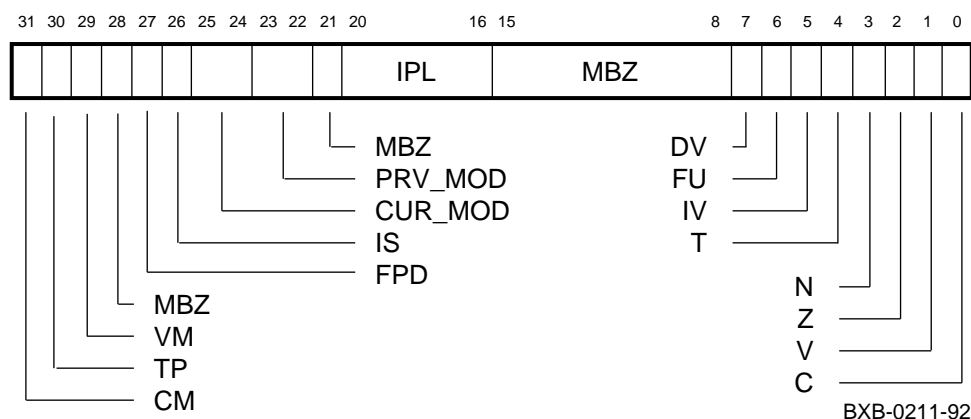 31 30 29 28 27 26 25 24 23 22 21 20 16 15 8 7 6 5 4 3 2 1 0
IPL MBZ
MBZ DV
PRV_MOD FU
CUR_MOD IV
IS T
FPD
N
MBZ
Z
VM
V
TP
C
CM
BXB-0211-92